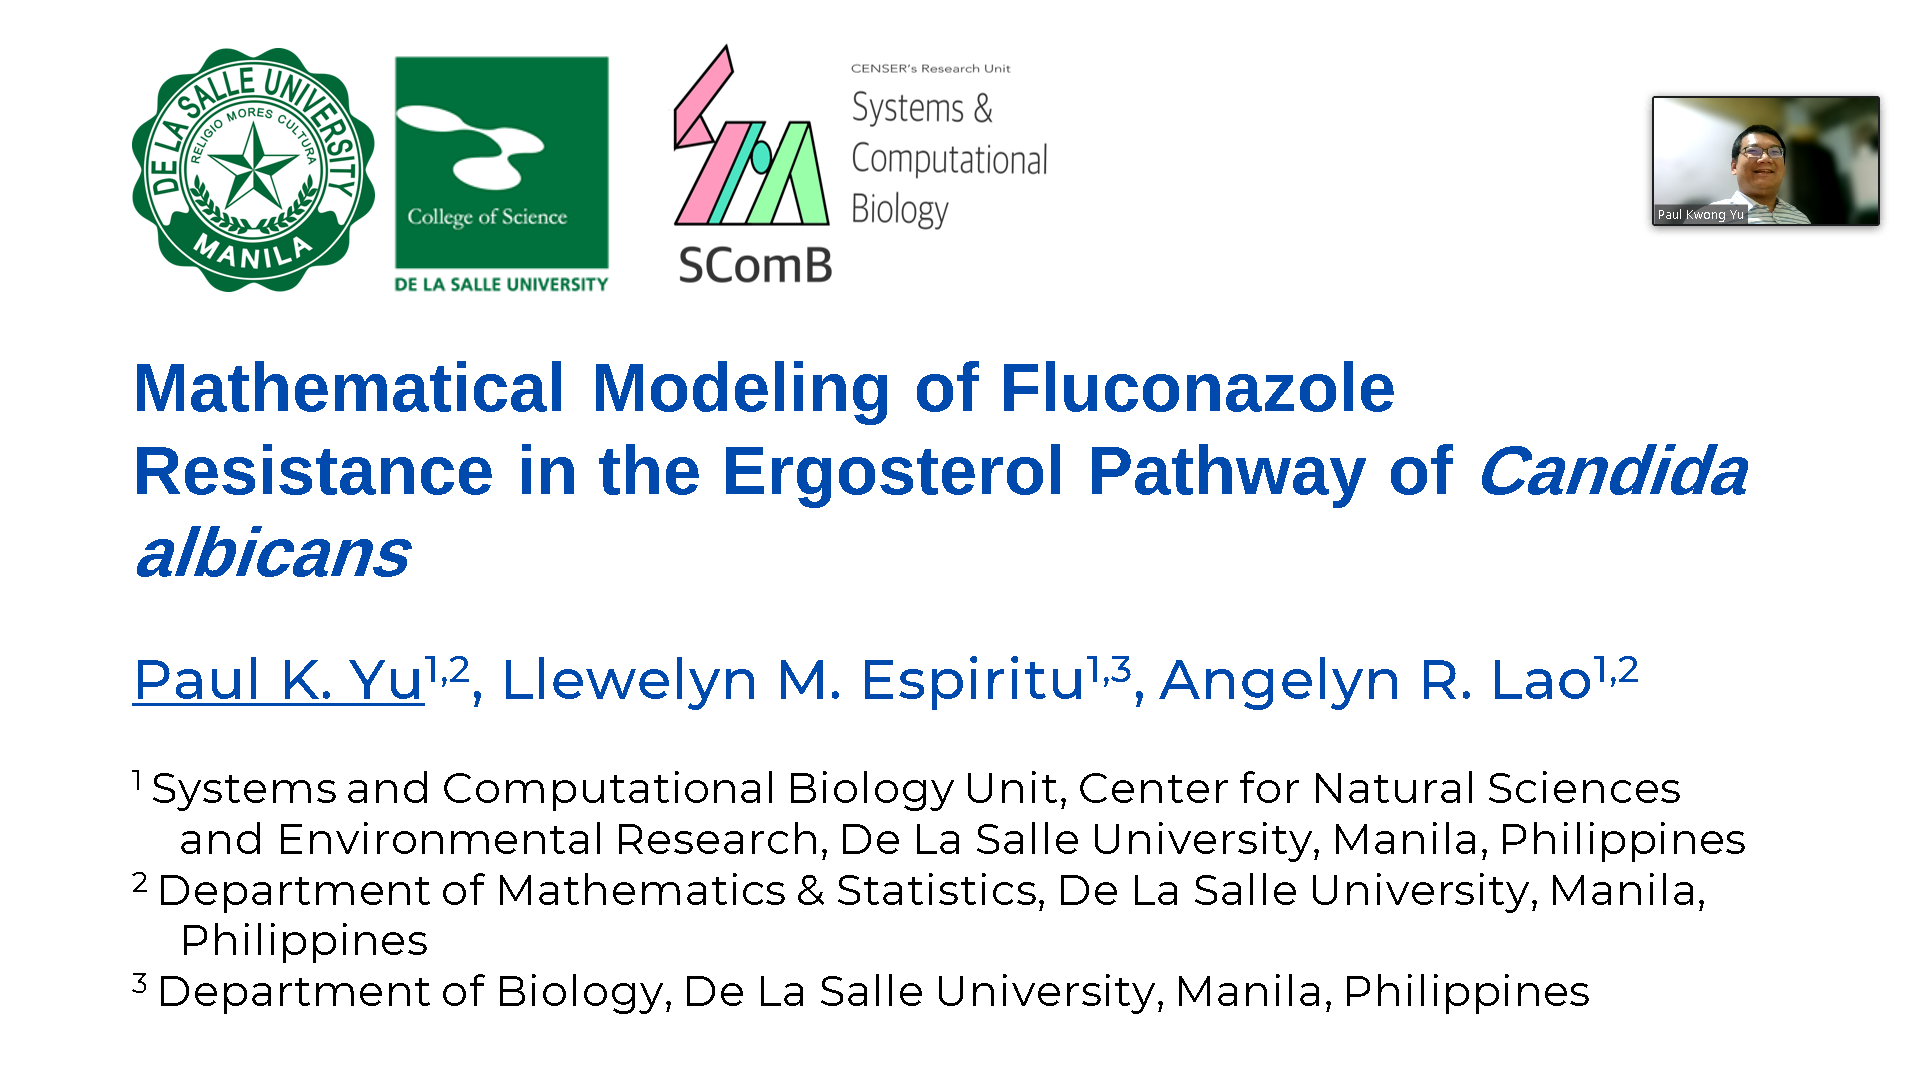 DE LA SALLE UNIVERSITY
RELIGIO MORES CULTURA
MANILA
College of Science
DE LA SALLE UNIVERSITY
SComB
CENSER's Research Unit
Systems &
Computational
Biology
Paul Kwong Yu
Mathematical Modeling of Fluconazole
Resistance in the Ergosterol Pathway of Candida
albicans
Paul K. Yu1,2, Llewelyn M. Espiritu1,3, Angelyn R. Lao1,2
1 Systems and Computational Biology Unit, Center for Natural Sciences
and Environmental Research, De La Salle University, Manila, Philippines
2 Department of Mathematics & Statistics, De La Salle University, Manila,
Philippines
3 Department of Biology, De La Salle University, Manila, Philippines